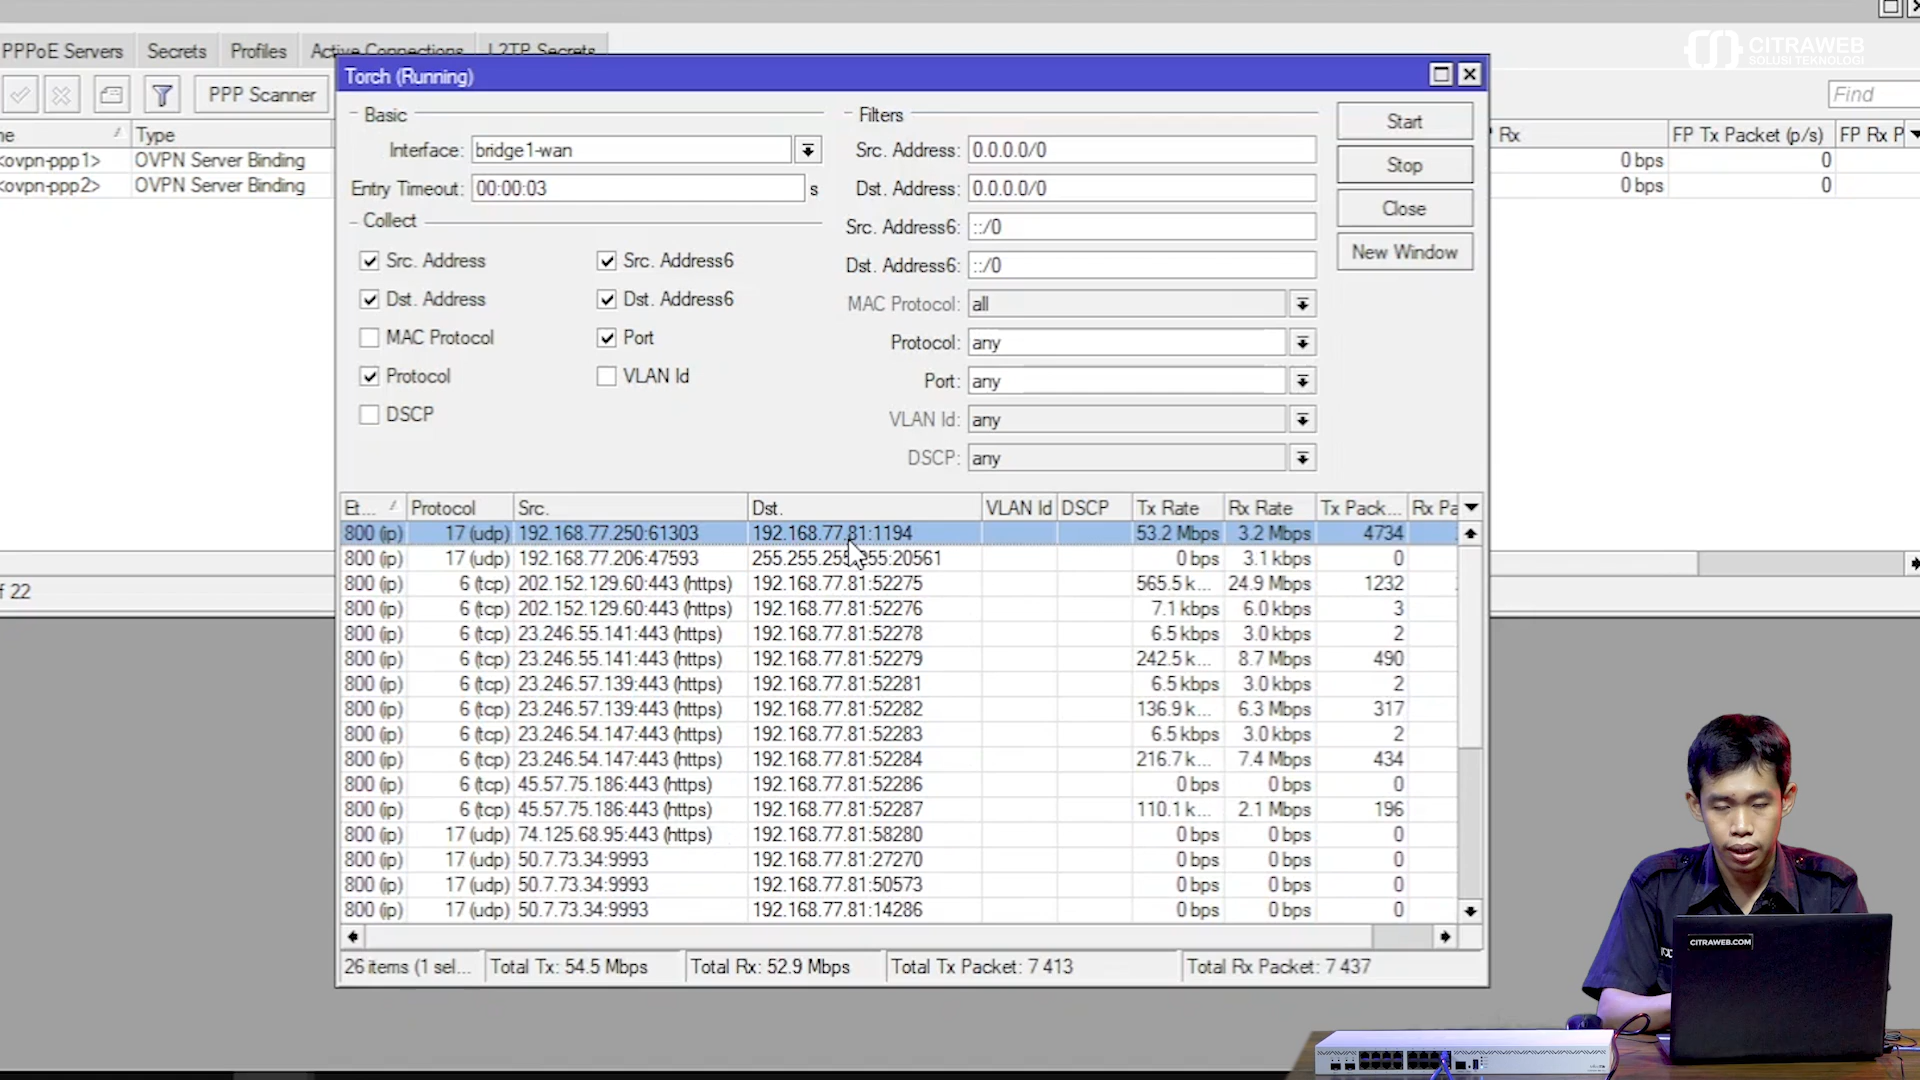 CITRAWEB
SOLUSI TEKNOLOGI
PPPoE Servers Secrets Profiles Active Connections L2TP Secrets
PPP Scanner
Find
Type
Rx FP Tx Packet (p/s) FP Rx P
<ovpn-ppp1> OVPN Server Binding 0 bps 0
<ovpn-ppp2> OVPN Server Binding 0 bps 0
f 22
Torch (Running)
Basic
Interface: bridge1-wan
Entry Timeout: 00:00:03 s
Collect
Src. Address Src. Address6
Dst. Address Dst. Address6
MAC Protocol Port
Protocol VLAN Id
DSCP
Filters
Src. Address: 0.0.0.0/0
Dst. Address: 0.0.0.0/0
Src. Address6: ::/0
Dst. Address6: ::/0
MAC Protocol: all
Protocol: any
Port: any
VLAN Id: any
DSCP: any
Start
Stop
Close
New Window
Et... Protocol Src. Dst. VLAN Id DSCP Tx Rate Rx Rate Tx Pack... Rx Pa
800 (ip) 17 (udp) 192.168.77.250:61303 192.168.77.81:1194 53.2 Mbps 3.2 Mbps 4734
800 (ip) 17 (udp) 192.168.77.206:47593 255.255.255.255:20561 0 bps 3.1 kbps 0
800 (ip) 6 (tcp) 202.152.129.60:443 (https) 192.168.77.81:52275 565.5 k... 24.9 Mbps 1232
800 (ip) 6 (tcp) 202.152.129.60:443 (https) 192.168.77.81:52276 7.1 kbps 6.0 kbps 3
800 (ip) 6 (tcp) 23.246.55.141:443 (https) 192.168.77.81:52278 6.5 kbps 3.0 kbps 2
800 (ip) 6 (tcp) 23.246.55.141:443 (https) 192.168.77.81:52279 242.5 k... 8.7 Mbps 490
800 (ip) 6 (tcp) 23.246.57.139:443 (https) 192.168.77.81:52281 6.5 kbps 3.0 kbps 2
800 (ip) 6 (tcp) 23.246.57.139:443 (https) 192.168.77.81:52282 136.9 k... 6.3 Mbps 317
800 (ip) 6 (tcp) 23.246.54.147:443 (https) 192.168.77.81:52283 6.5 kbps 3.0 kbps 2
800 (ip) 6 (tcp) 23.246.54.147:443 (https) 192.168.77.81:52284 216.7 k... 7.4 Mbps 434
800 (ip) 6 (tcp) 45.57.75.186:443 (https) 192.168.77.81:52286 0 bps 0 bps 0
800 (ip) 6 (tcp) 45.57.75.186:443 (https) 192.168.77.81:52287 110.1 k... 2.1 Mbps 196
800 (ip) 17 (udp) 74.125.68.95:443 (https) 192.168.77.81:58280 0 bps 0 bps 0
800 (ip) 17 (udp) 50.7.73.34:9993 192.168.77.81:27270 0 bps 0 bps 0
800 (ip) 17 (udp) 50.7.73.34:9993 192.168.77.81:50573 0 bps 0 bps 0
800 (ip) 17 (udp) 50.7.73.34:9993 192.168.77.81:14286 0 bps 0 bps 0
26 items (1 sel... Total Tx: 54.5 Mbps Total Rx: 52.9 Mbps Total Tx Packet: 7 413 Total Rx Packet: 7 437
CITRAWEB.COM